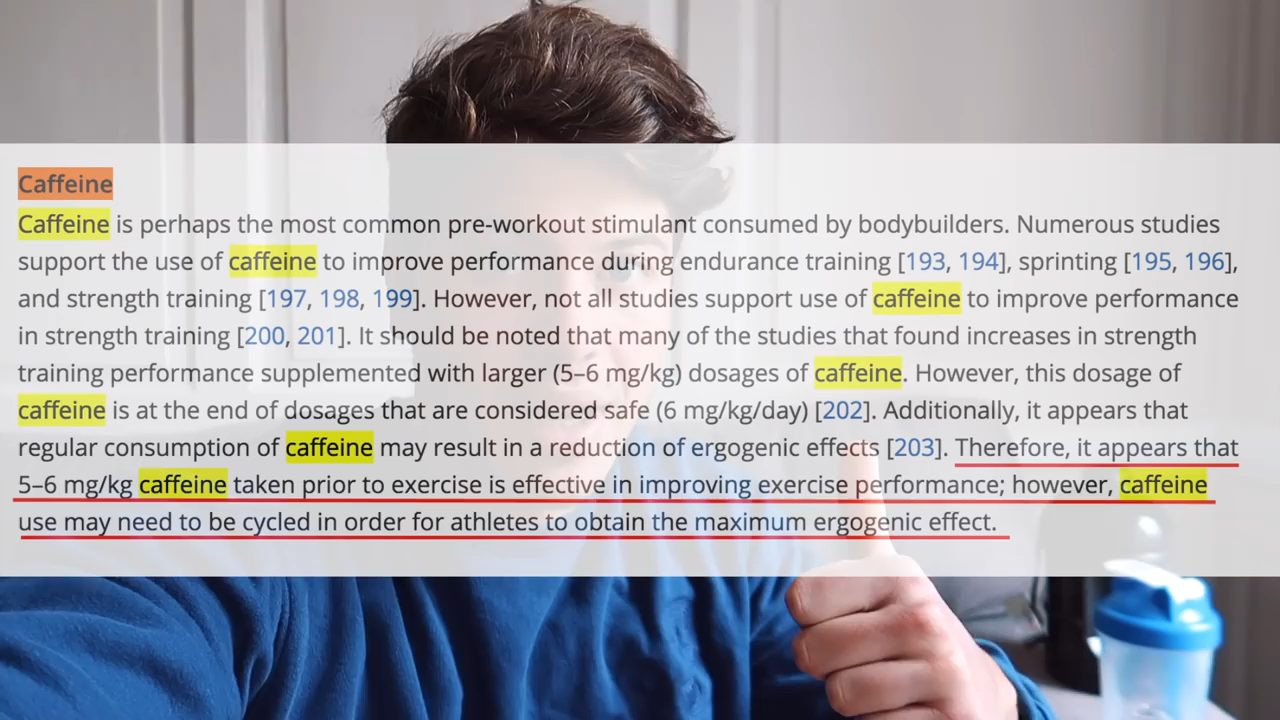 Caffeine
Caffeine is perhaps the most common pre-workout stimulant consumed by bodybuilders. Numerous studies
support the use of caffeine to improve performance during endurance training [193, 194], sprinting [195, 196],
and strength training [197, 198, 199]. However, not all studies support use of caffeine to improve performance
in strength training [200, 201]. It should be noted that many of the studies that found increases in strength
training performance supplemented with larger (5–6 mg/kg) dosages of caffeine. However, this dosage of
caffeine is at the end of dosages that are considered safe (6 mg/kg/day) [202]. Additionally, it appears that
regular consumption of caffeine may result in a reduction of ergogenic effects [203]. Therefore, it appears that
5–6 mg/kg caffeine taken prior to exercise is effective in improving exercise performance; however, caffeine
use may need to be cycled in order for athletes to obtain the maximum ergogenic effect.